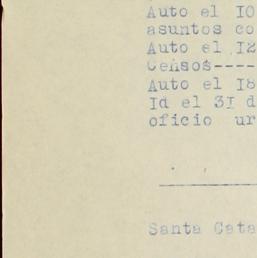 Auto el IO
asuntos co
Auto el I2
Censos----
Auto el I8
Id el 3I d
oficio ur
Santa Cata